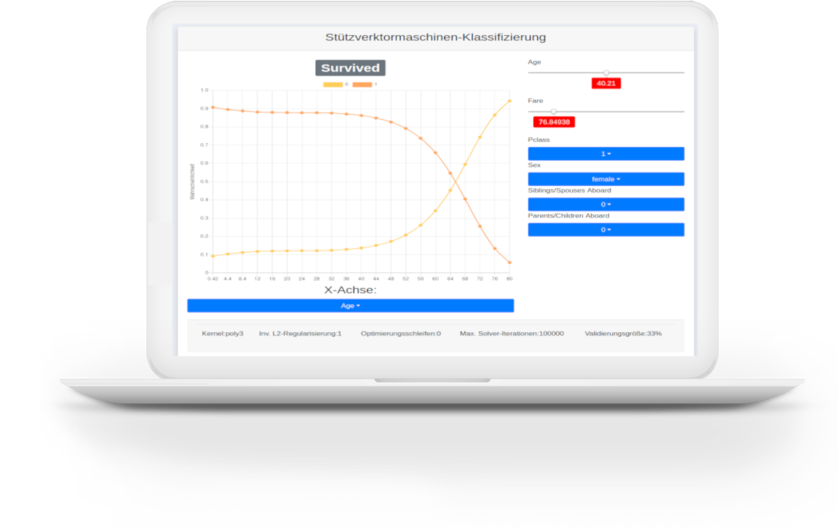 Stützverktormaschinen-Klassifizierung
Survived
0 1
1.0
0.9
0.8
0.7
0.6
0.5
0.4
0.3
0.2
0.1
0
0.42 4.4 8.4 12 16 20 24 28 32 36 40 44 48 52 56 60 64 68 72 76 80
X-Achse:
Age
Age
40.21
Fare
76.84938
Pclass
1
Sex
female
Siblings/Spouses Aboard
0
Parents/Children Aboard
0
Kernel:poly3 Inv. L2-Regularisierung:1 Optimierungsschleifen:0 Max. Solver-Iterationen:100000 Validierungsgröße:33%